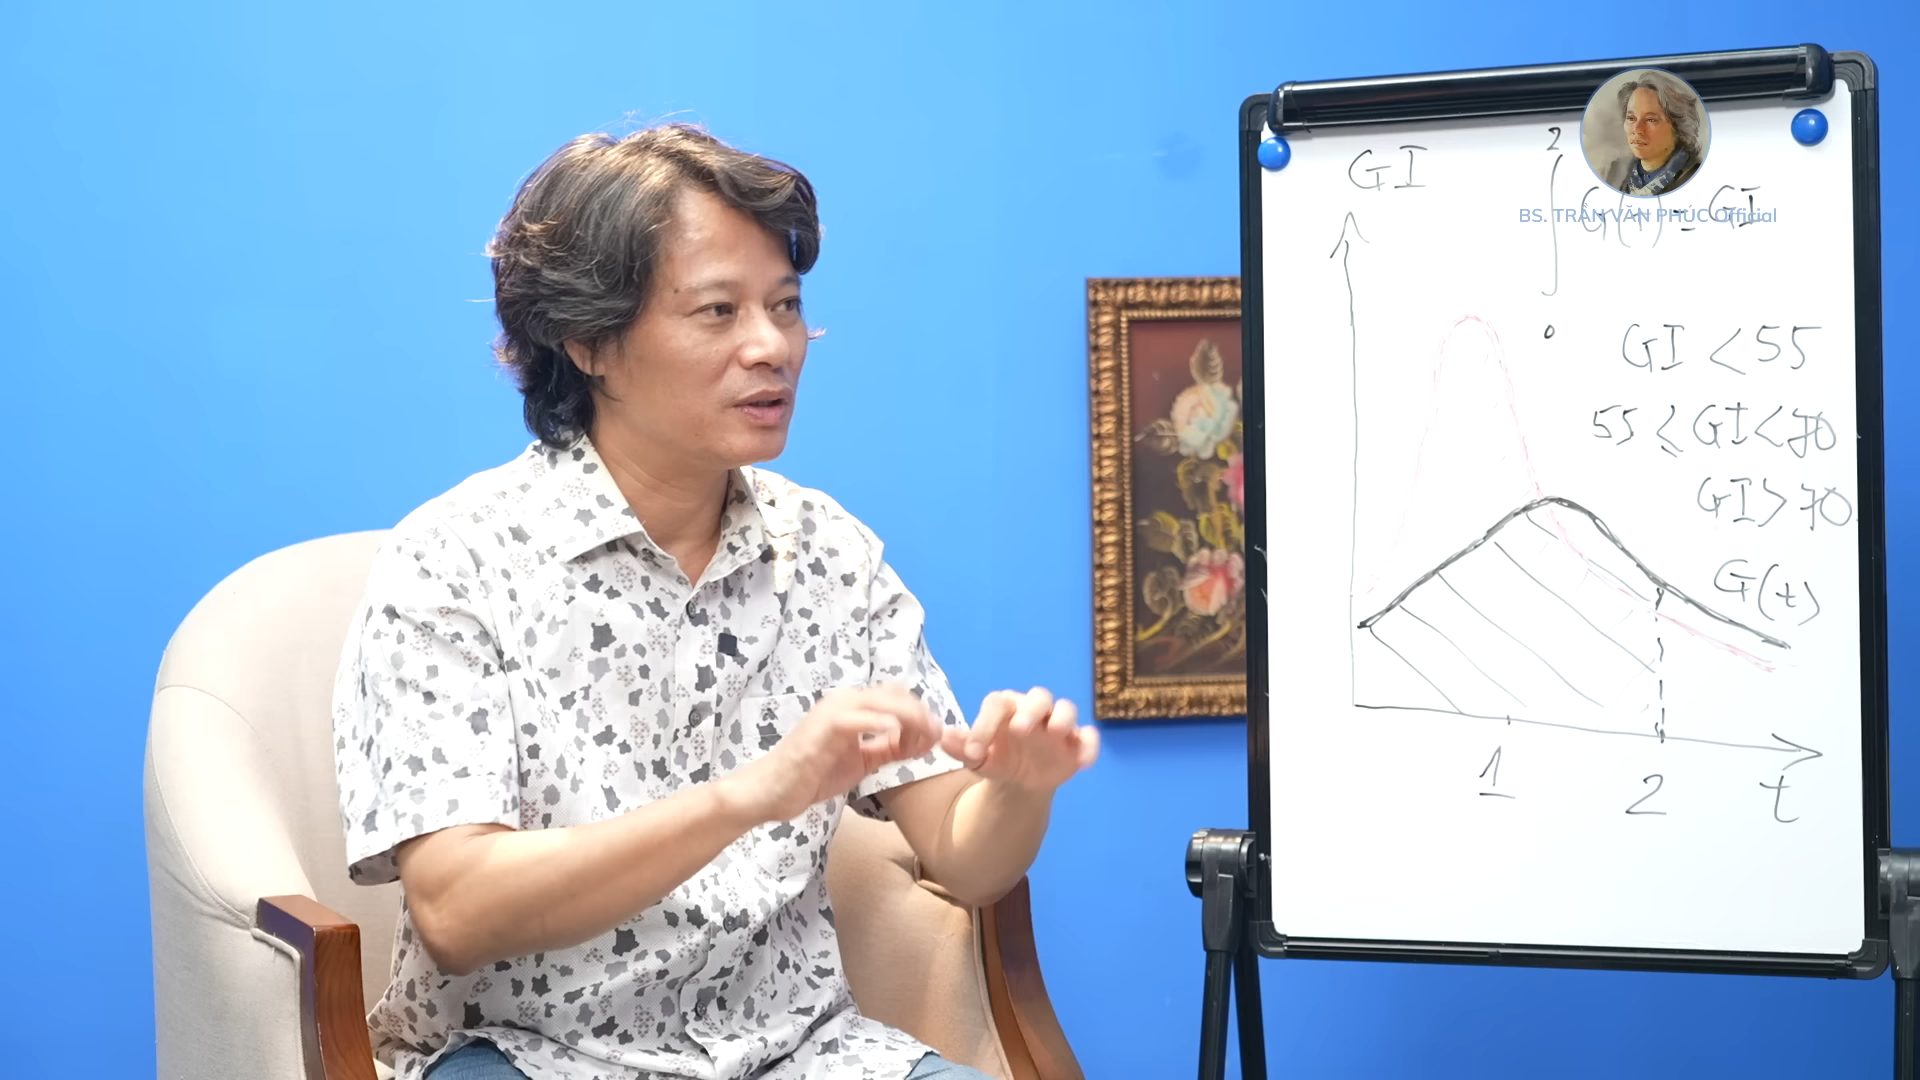 GI
2
∫ G(t) = GI
0
BS. TRẦN VĂN PHÚC Official
GI < 55
55 ≤ GI < 70
GI > 70
G(t)
1
2
t